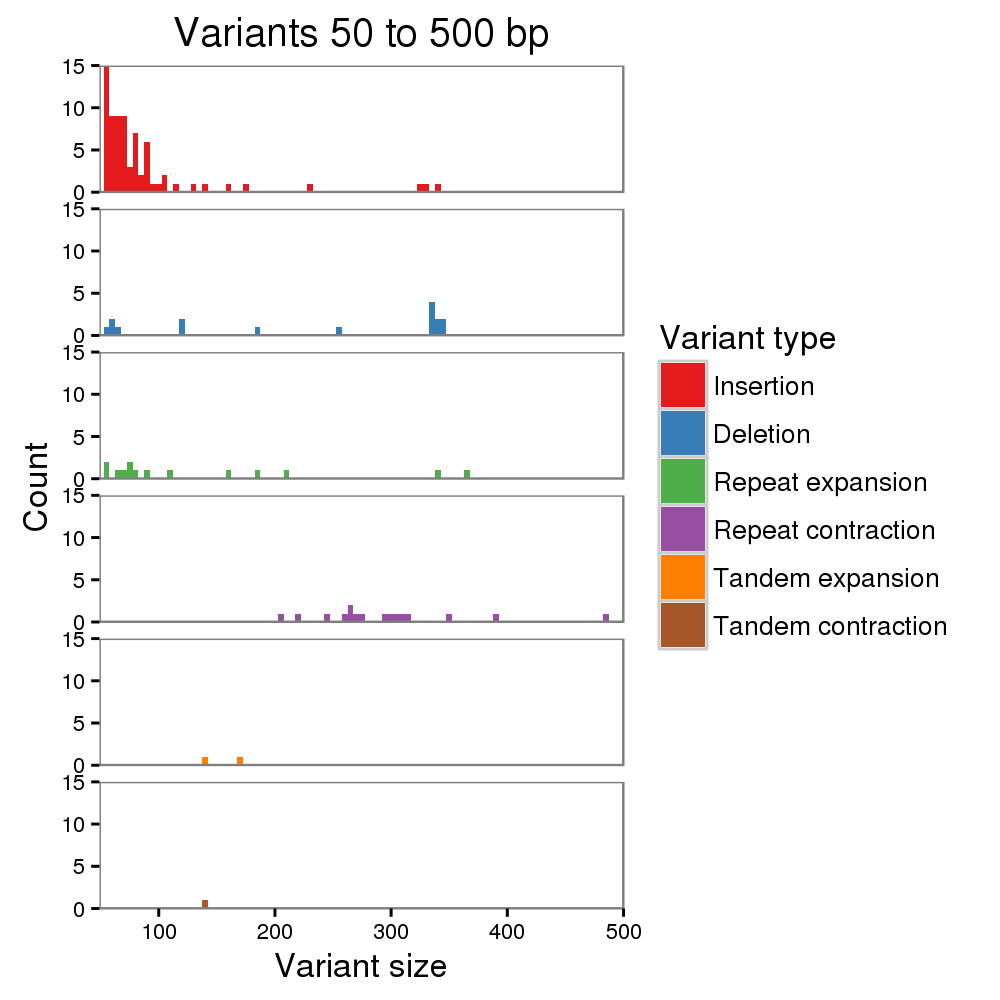 Variants 50 to 500 bp
Count
15
10
5
0
15
10
5
0
15
10
5
0
15
10
5
0
15
10
5
0
15
10
5
0
100 200 300 400 500
Variant size
Variant type
Insertion
Deletion
Repeat expansion
Repeat contraction
Tandem expansion
Tandem contraction